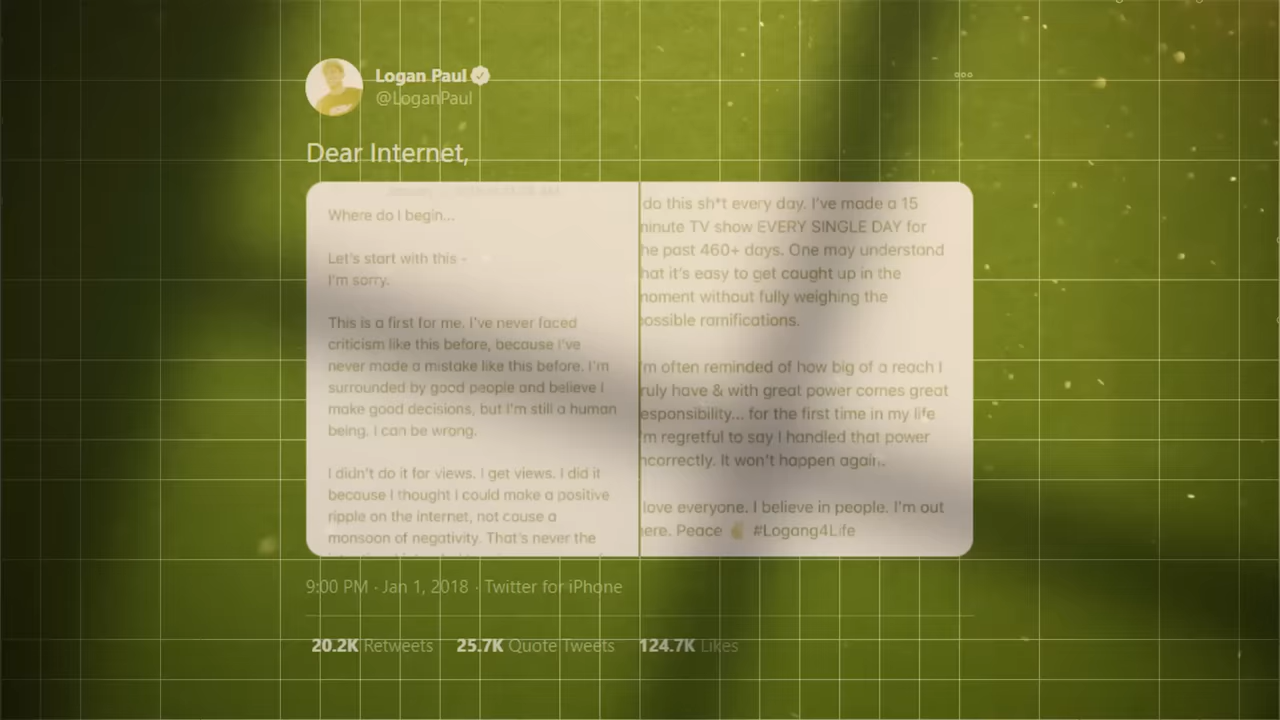 Logan Paul
@LoganPaul
Dear Internet,
Where do I begin...
Let's start with this -
I'm sorry.
This is a first for me. I've never faced
criticism like this before, because I've
never made a mistake like this before. I'm
surrounded by good people and believe I
make good decisions, but I'm still a human
being. I can be wrong.
I didn't do it for views. I get views. I did it
because I thought I could make a positive
ripple on the internet, not cause a
monsoon of negativity. That's never the
do this sh*t every day. I've made a 15
minute TV show EVERY SINGLE DAY for
he past 460+ days. One may understand
hat it's easy to get caught up in the
moment without fully weighing the
ossible ramifications.
'm often reminded of how big of a reach I
ruly have & with great power comes great
esponsibility... for the first time in my life
'm regretful to say I handled that power
ncorrectly. It won't happen again.
love everyone. I believe in people. I'm out
ere. Peace ✌ #Logang4Life
9:00 PM · Jan 1, 2018 · Twitter for iPhone
20.2K Retweets 25.7K Quote Tweets 124.7K Likes